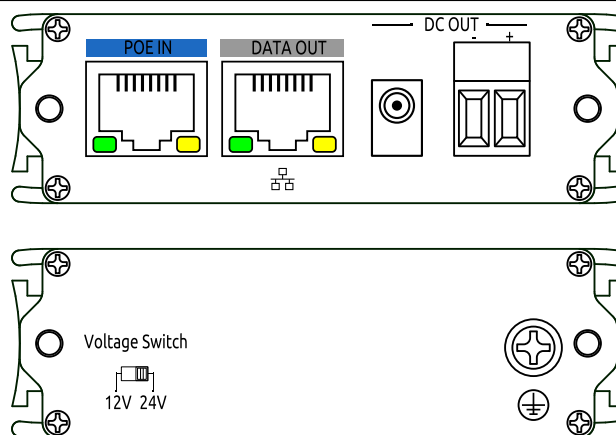 DC OUT
POE IN DATA OUT - +
Voltage Switch
12V 24V